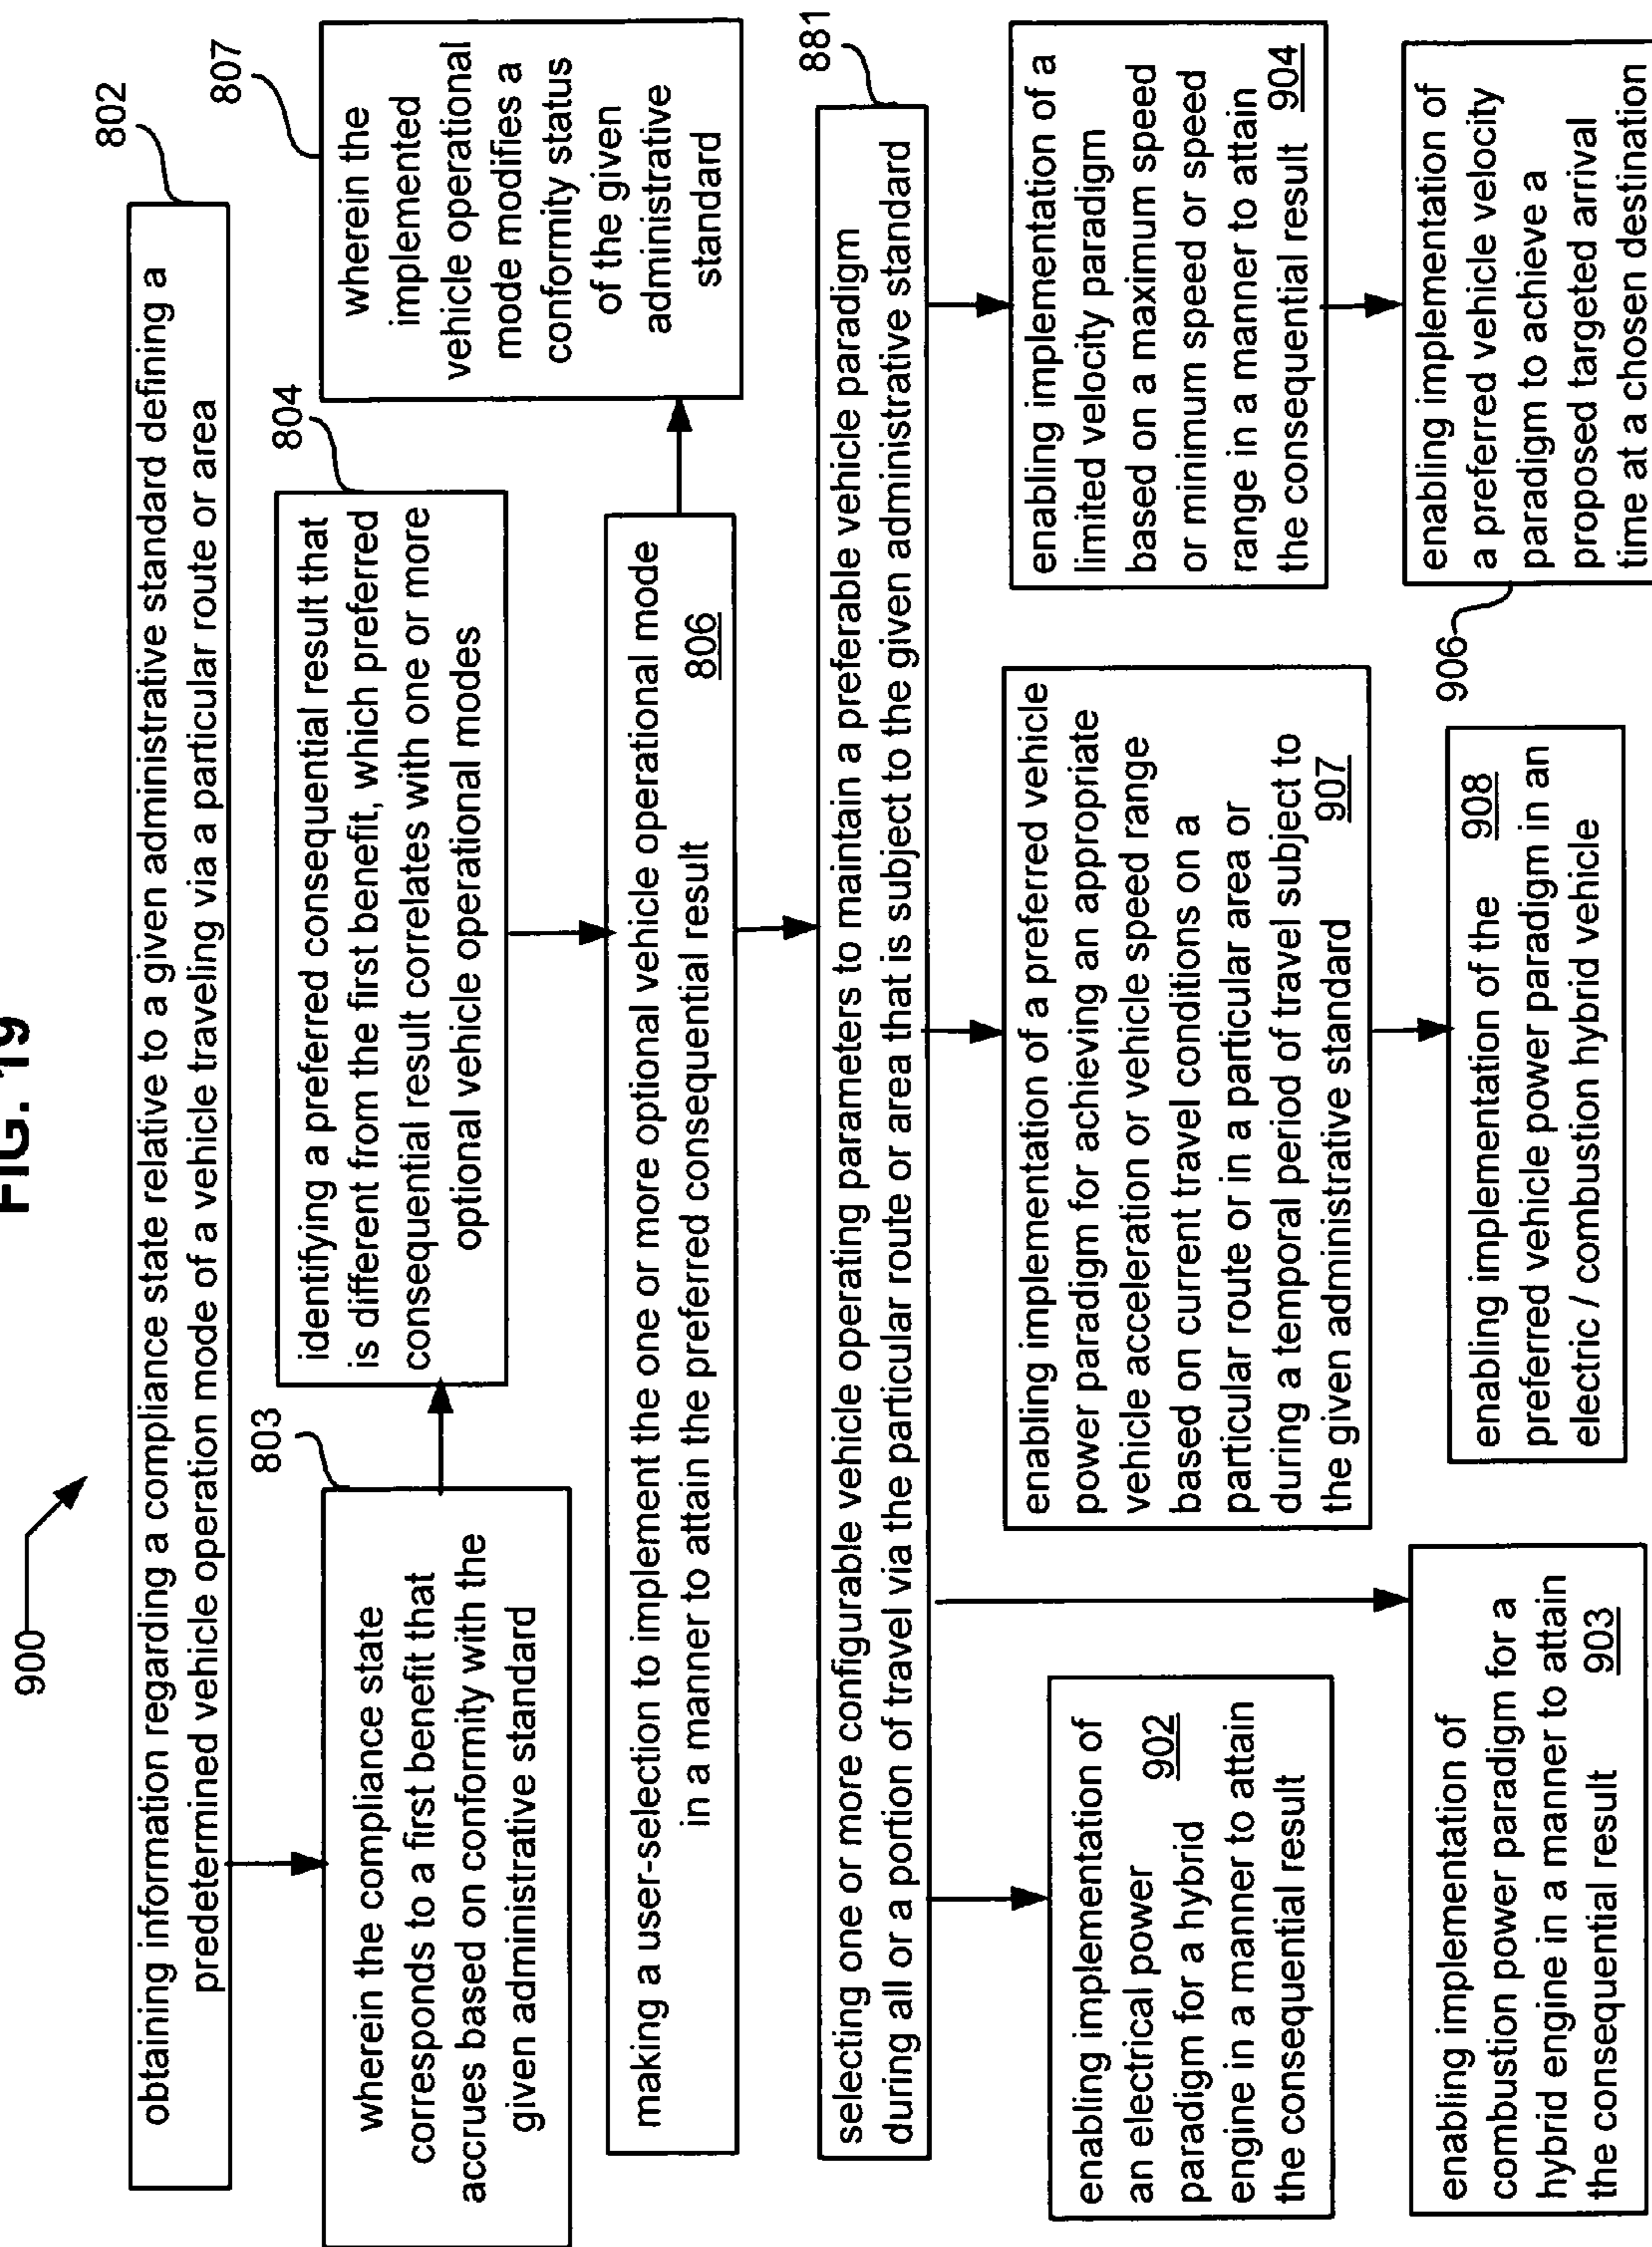 FIG. 19
900
802
obtaining information regarding a compliance state relative to a given administrative standard defining a
predetermined vehicle operation mode of a vehicle traveling via a particular route or area
803
wherein the compliance state
corresponds to a first benefit that
accrues based on conformity with the
given administrative standard
804
identifying a preferred consequential result that
is different from the first benefit, which preferred
consequential result correlates with one or more
optional vehicle operational modes
807
wherein the
implemented
vehicle operational
mode modifies a
conformity status
of the given
administrative
standard
making a user-selection to implement the one or more optional vehicle operational mode
in a manner to attain the preferred consequential result 806
881
selecting one or more configurable vehicle operating parameters to maintain a preferable vehicle paradigm
during all or a portion of travel via the particular route or area that is subject to the given administrative standard
enabling implementation of
an electrical power 902
paradigm for a hybrid
engine in a manner to attain
the consequential result
enabling implementation of
combustion power paradigm for a
hybrid engine in a manner to attain
the consequential result 903
enabling implementation of a preferred vehicle
power paradigm for achieving an appropriate
vehicle acceleration or vehicle speed range
based on current travel conditions on a
particular route or in a particular area or
during a temporal period of travel subject to
the given administrative standard 907
enabling implementation of the 908
preferred vehicle power paradigm in an
electric / combustion hybrid vehicle
enabling implementation of a
limited velocity paradigm
based on a maximum speed
or minimum speed or speed
range in a manner to attain
the consequential result 904
906
enabling implementation of
a preferred vehicle velocity
paradigm to achieve a
proposed targeted arrival
time at a chosen destination